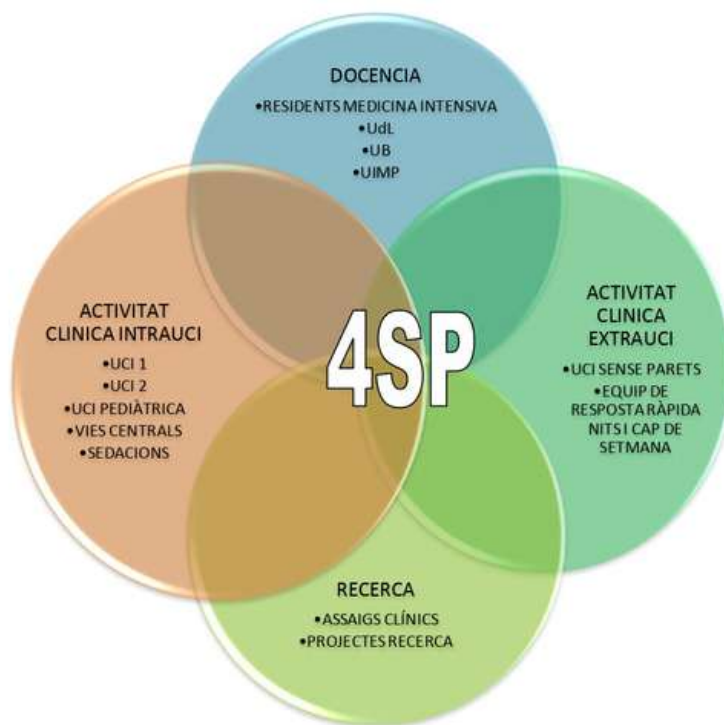 DOCENCIA
•RESIDENTS MEDICINA INTENSIVA
•UdL
•UB
•UIMP
ACTIVITAT
CLINICA INTRAUCI
•UCI 1
•UCI 2
•UCI PEDIÀTRICA
•VIES CENTRALS
•SEDACIONS
4SP
ACTIVITAT
CLINICA
EXTRAUCI
•UCI SENSE PARETS
•EQUIP DE
RESPOSTA RÀPIDA
NITS I CAP DE
SETMANA
RECERCA
•ASSAIGS CLÍNICS
•PROJECTES RECERCA